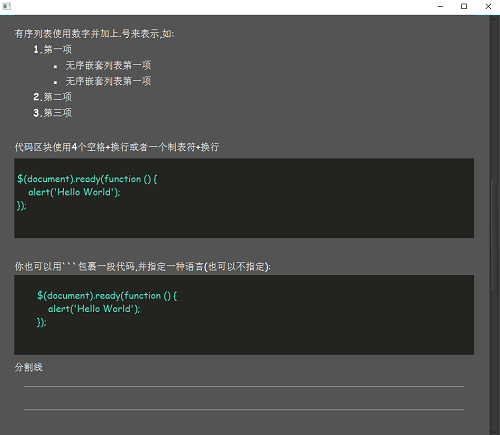 有序列表使用数字并加上.号来表示,如:
1.第一项
▪ 无序嵌套列表第一项
▪ 无序嵌套列表第一项
2.第二项
3.第三项
代码区块使用4个空格+换行或者一个制表符+换行
$(document).ready(function () {
alert('Hello World');
});
你也可以用```包裹一段代码,并指定一种语言(也可以不指定):
$(document).ready(function () {
alert('Hello World');
});
分割线